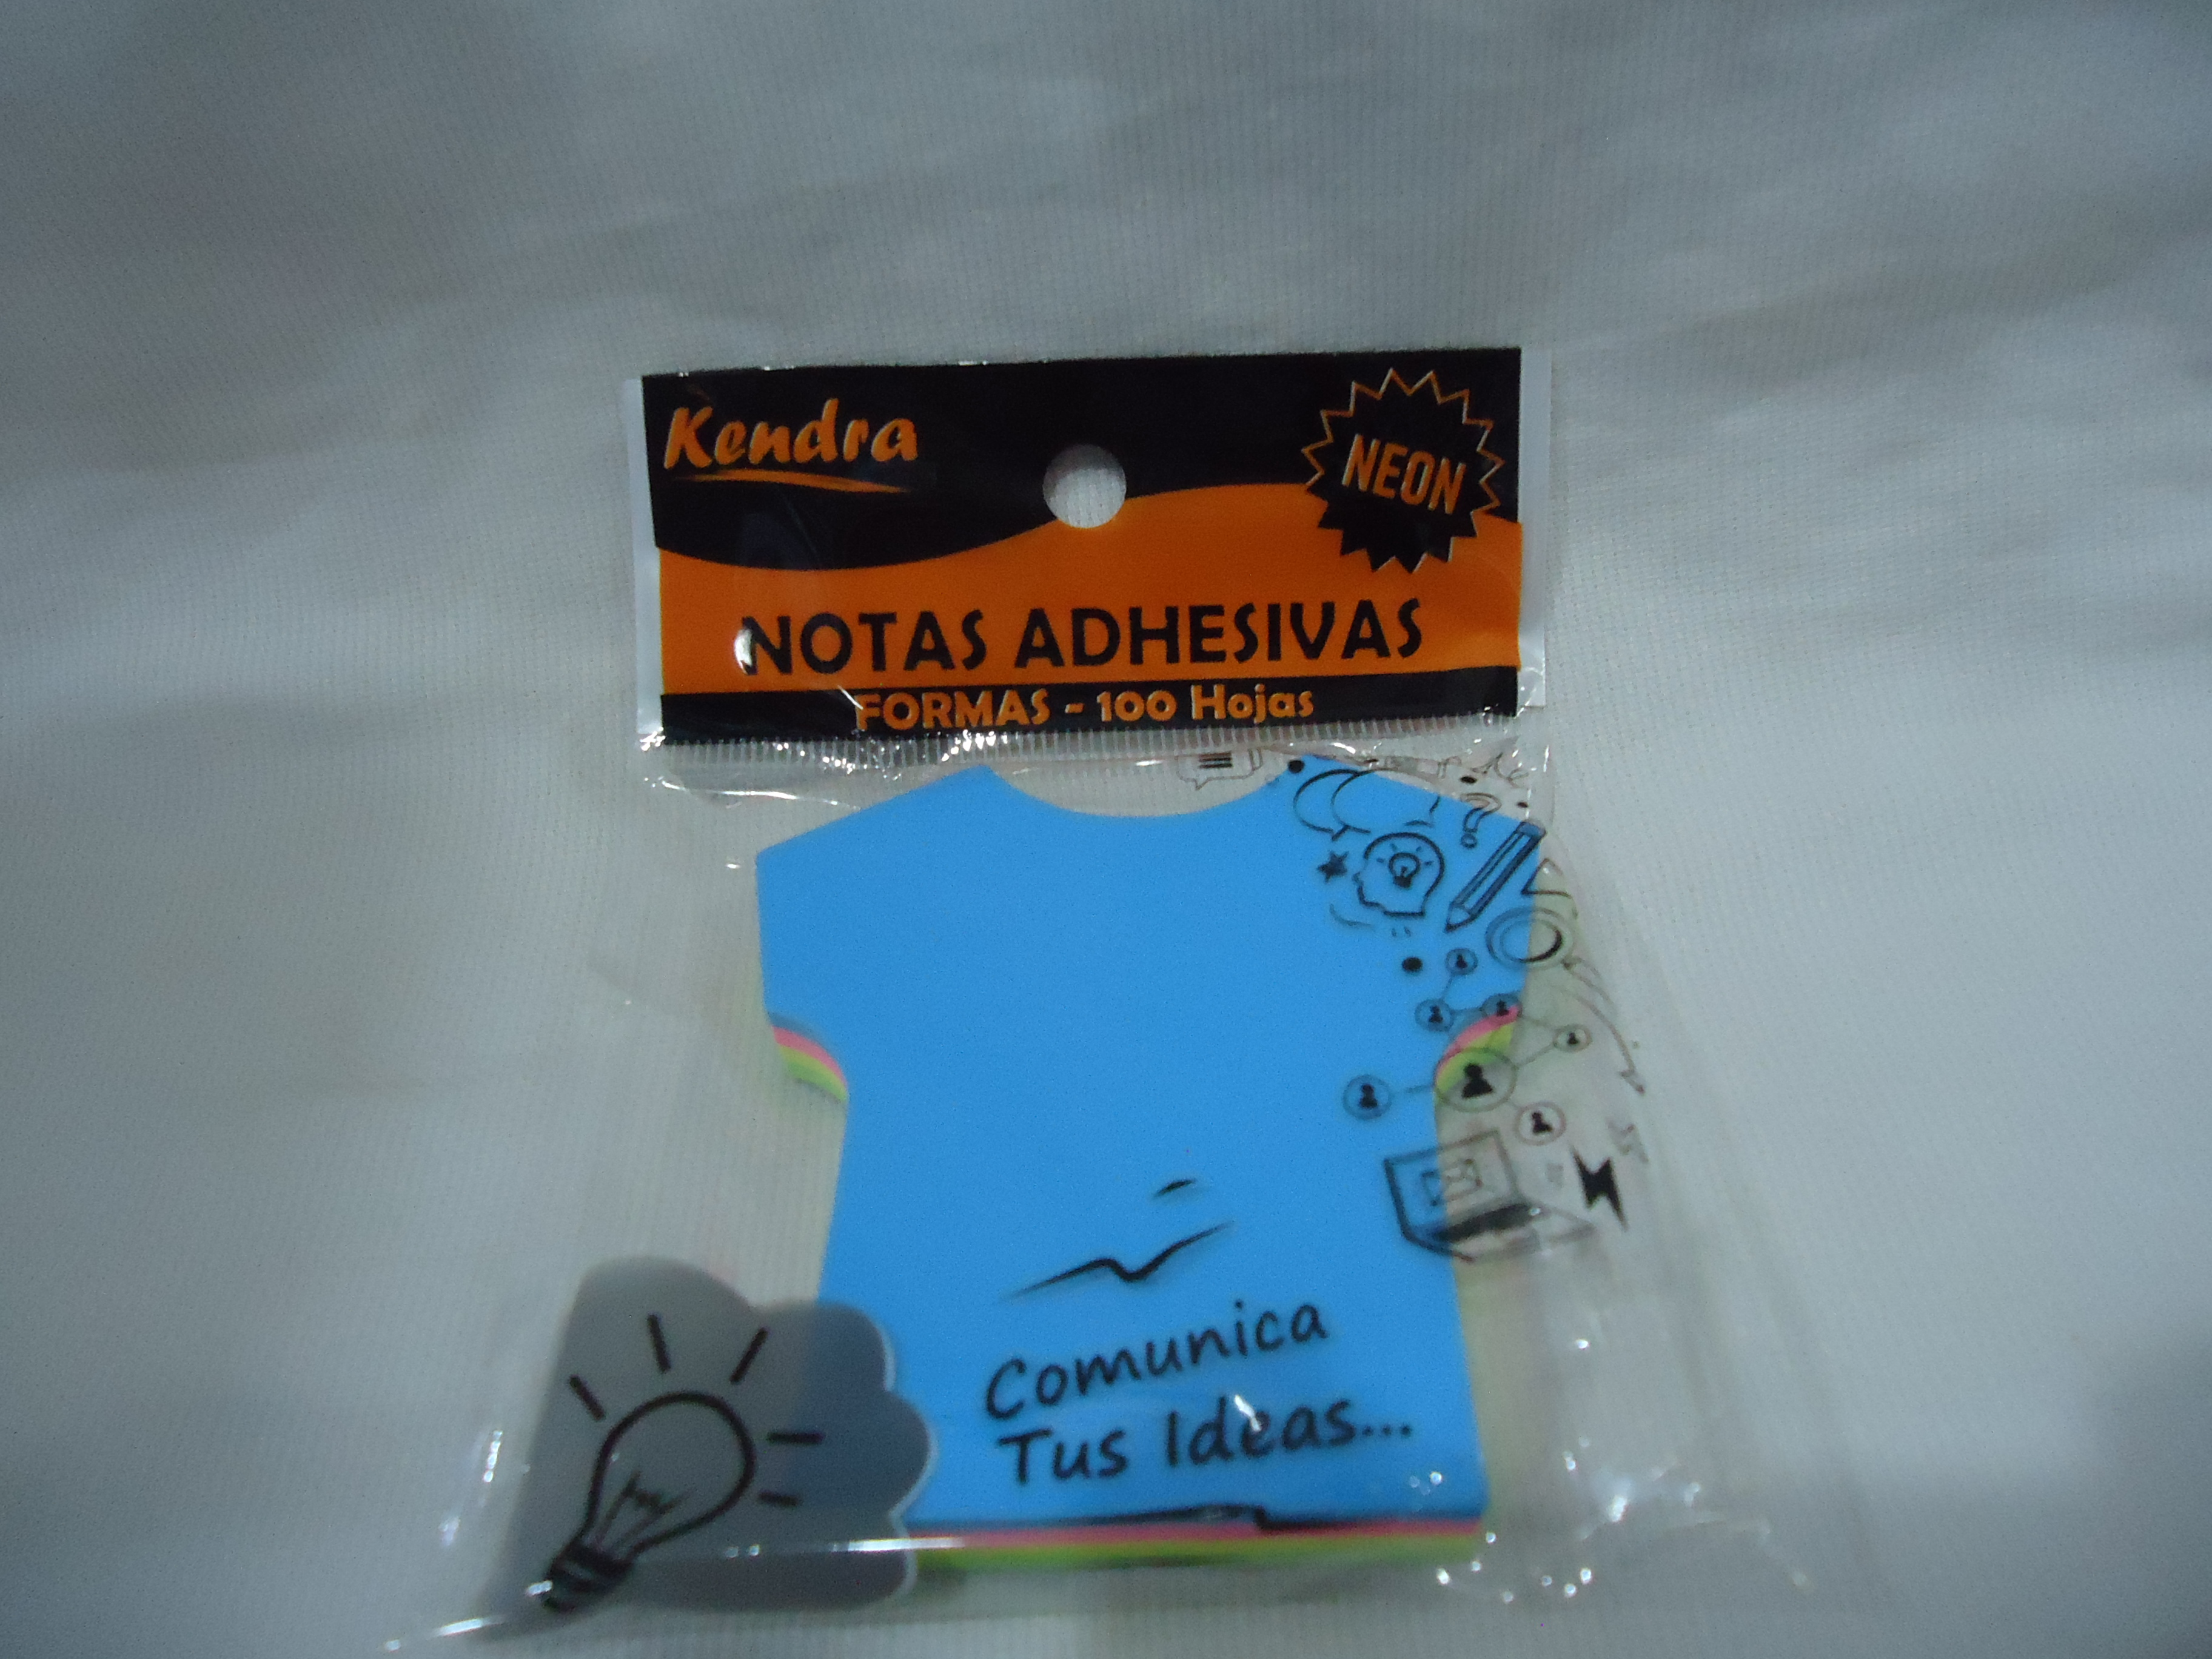 Kendra
NEON
NOTAS ADHESIVAS
FORMAS - 100 Hojas
Comunica
Tus Ideas...